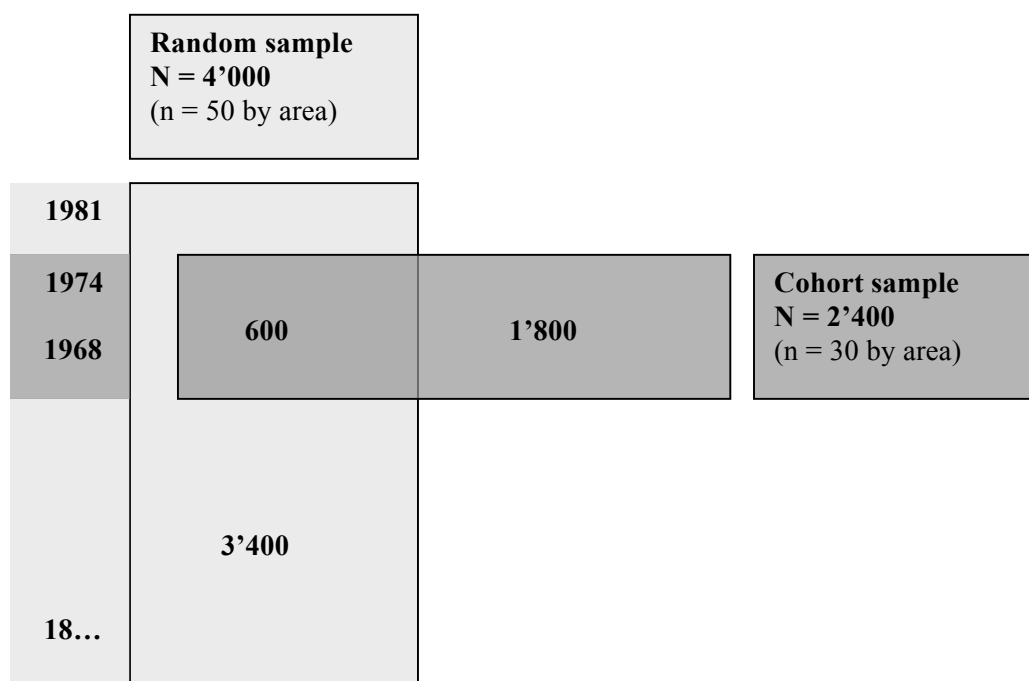 Random sample
N = 4’000
(n = 50 by area)
1981
1974
1968
600
1’800
Cohort sample
N = 2’400
(n = 30 by area)
3’400
18…